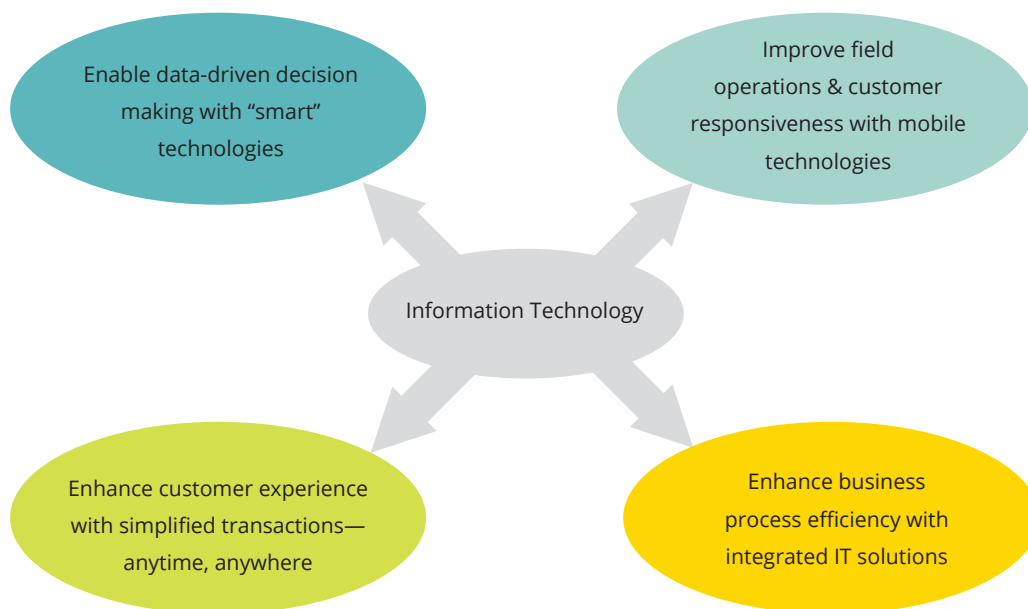 Enable data-driven decision
making with “smart”
technologies
Improve field
operations & customer
responsiveness with mobile
technologies
Information Technology
Enhance customer experience
with simplified transactions—
anytime, anywhere
Enhance business
process efficiency with
integrated IT solutions